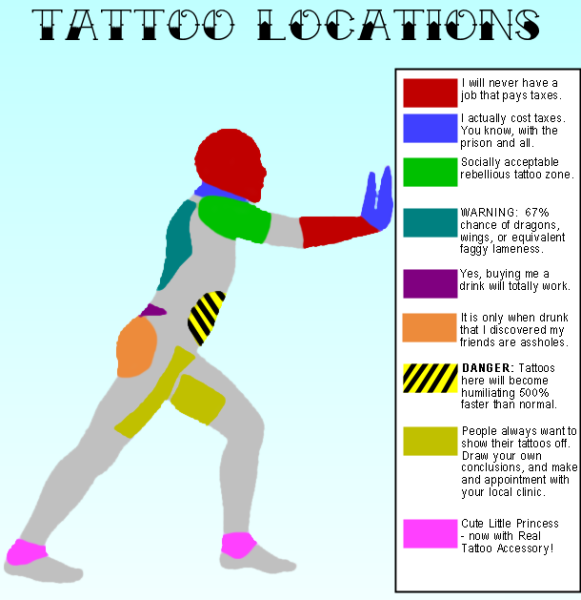 TATTOO LOCATIONS
I will never have a
job that pays taxes.
I actually cost taxes.
You know, with the
prison and all.
Socially acceptable
rebellious tattoo zone.
WARNING: 67%
chance of dragons,
wings, or equivalent
faggy lameness.
Yes, buying me a
drink will totally work.
It is only when drunk
that I discovered my
friends are assholes.
DANGER: Tattoos
here will become
humiliating 500%
faster than normal.
People always want to
show their tattoos off.
Draw your own
conclusions, and make
and appointment with
your local clinic.
Cute Little Princess
- now with Real
Tattoo Accessory!